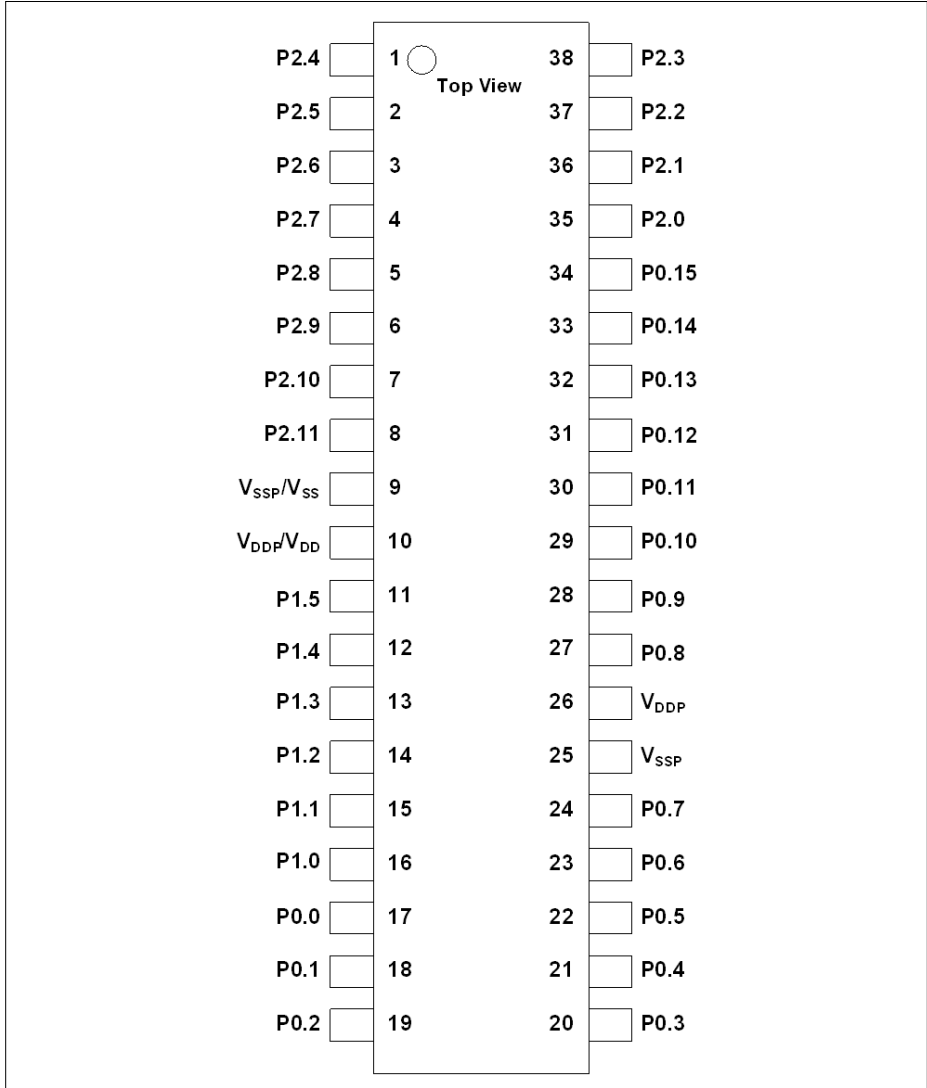 P2.4 1 38 P2.3
Top View
P2.5 2 37 P2.2
P2.6 3 36 P2.1
P2.7 4 35 P2.0
P2.8 5 34 P0.15
P2.9 6 33 P0.14
P2.10 7 32 P0.13
P2.11 8 31 P0.12
VSSP/VSS 9 30 P0.11
VDDP/VDD 10 29 P0.10
P1.5 11 28 P0.9
P1.4 12 27 P0.8
P1.3 13 26 VDDP
P1.2 14 25 VSSP
P1.1 15 24 P0.7
P1.0 16 23 P0.6
P0.0 17 22 P0.5
P0.1 18 21 P0.4
P0.2 19 20 P0.3